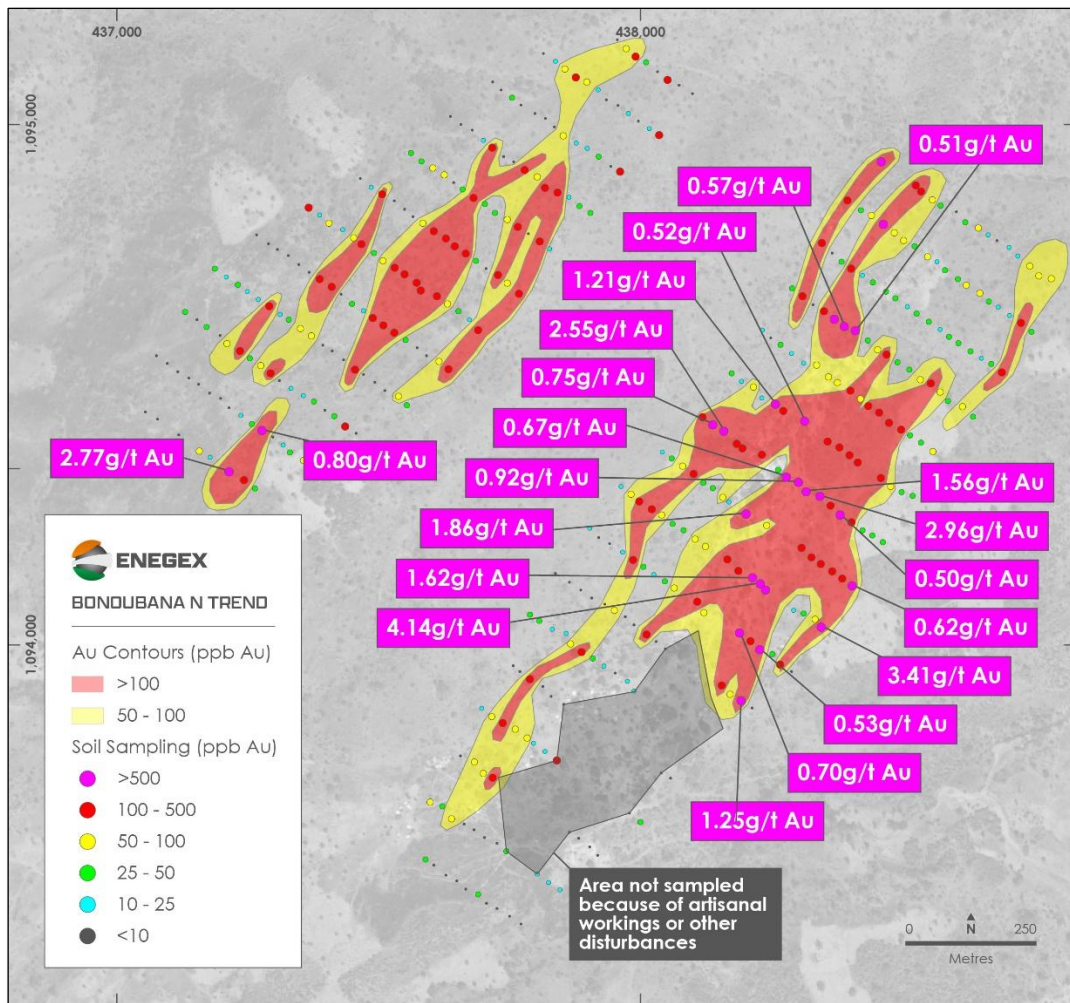 437,000
438,000
1,095,000
0.51g/t Au
0.57g/t Au
0.52g/t Au
1.21g/t Au
2.55g/t Au
0.75g/t Au
0.67g/t Au
2.77g/t Au
0.80g/t Au
0.92g/t Au
1.56g/t Au
1.86g/t Au
2.96g/t Au
1.62g/t Au
0.50g/t Au
4.14g/t Au
0.62g/t Au
1,094,000
3.41g/t Au
0.53g/t Au
0.70g/t Au
1.25g/t Au
ENEGEX
BONOUBANA N TREND
Au Contours (ppb Au)
>100
50 - 100
Soil Sampling (ppb Au)
>500
100 - 500
50 - 100
25 - 50
10 - 25
<10
Area not sampled
because of artisanal
workings or other
disturbances
0
N
250
Metres